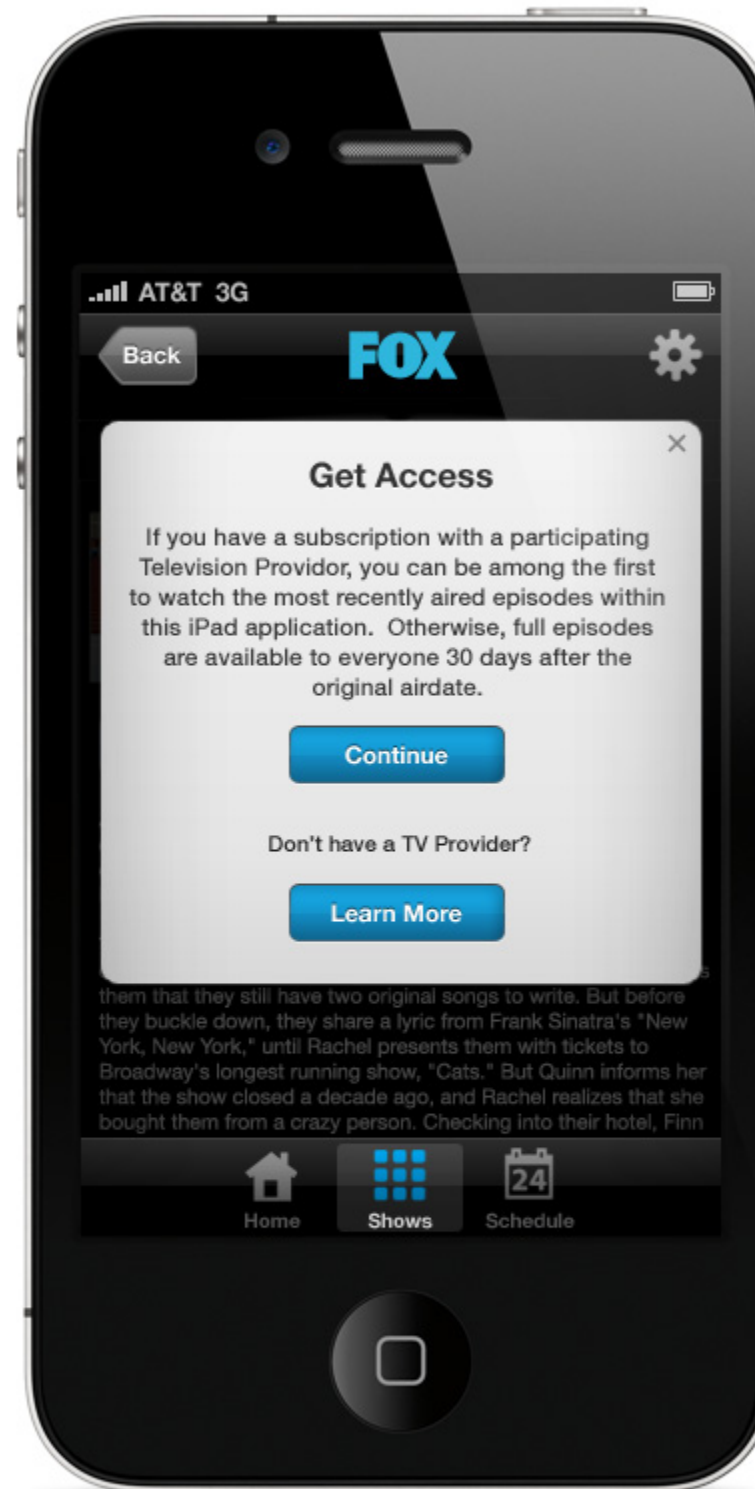 AT&T 3G
Back
FOX
Get Access
If you have a subscription with a participating
Television Providor, you can be among the first
to watch the most recently aired episodes within
this iPad application.  Otherwise, full episodes
are available to everyone 30 days after the
original airdate.
Continue
Don't have a TV Provider?
Learn More
them that they still have two original songs to write. But before
they buckle down, they share a lyric from Frank Sinatra's "New
York, New York," until Rachel presents them with tickets to
Broadway's longest running show, "Cats." But Quinn informs her
that the show closed a decade ago, and Rachel realizes that she
bought them from a crazy person. Checking into their hotel, Finn
24
Home Shows Schedule